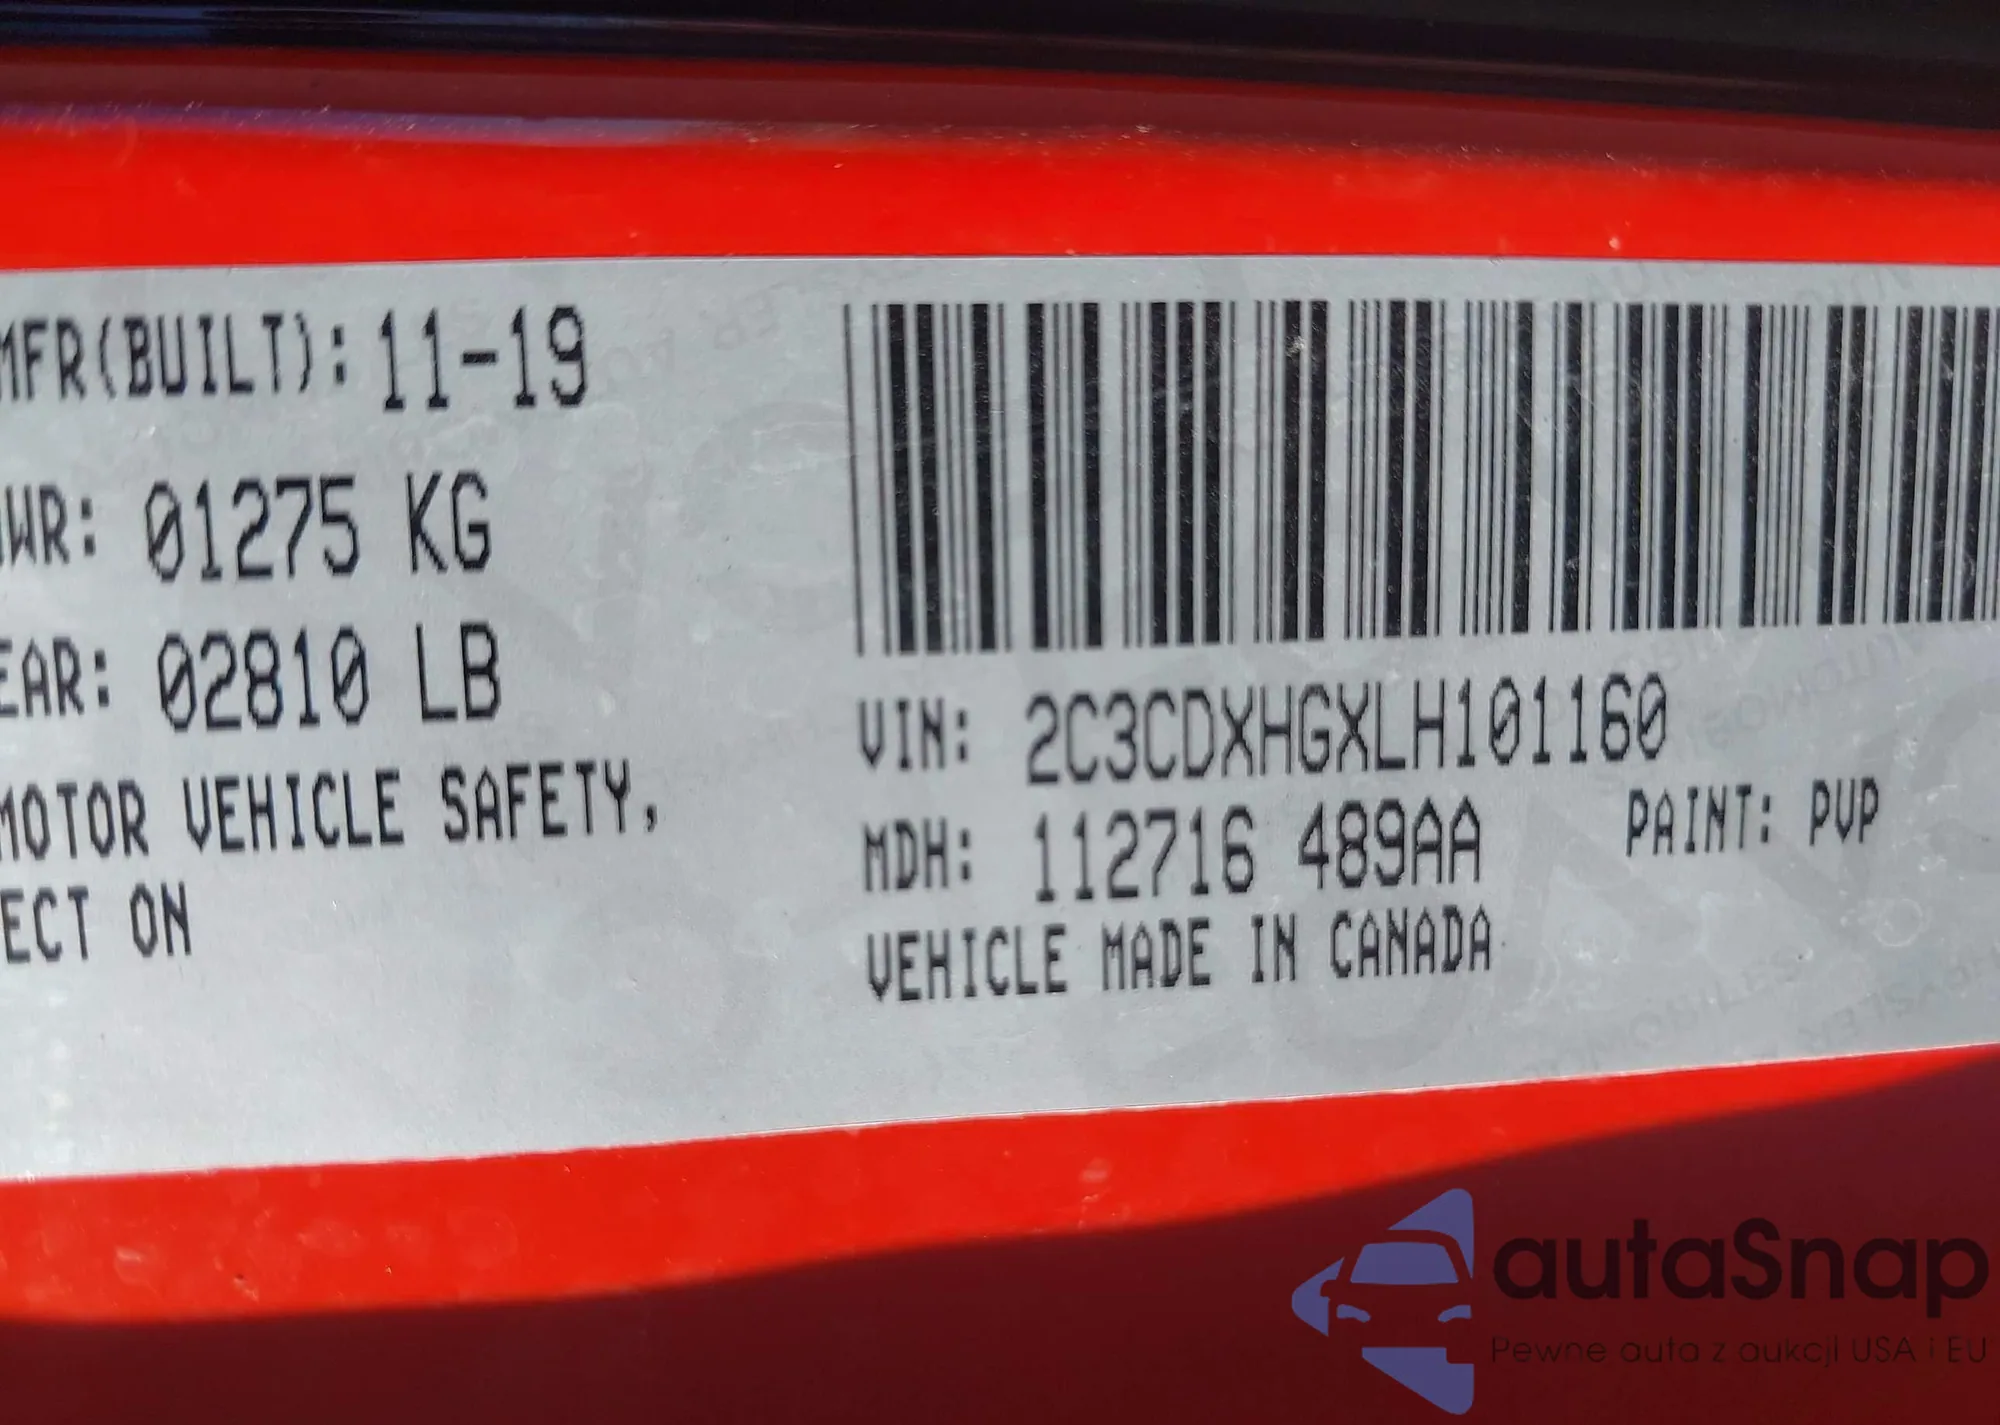 MFR(BUILT): 11-19
WR: 01275 KG
EAR: 02810 LB
MOTOR VEHICLE SAFETY,
ECT ON
VIN: 2C3CDXHGXLH101160
MDH: 112716 489AA
PAINT: PVP
VEHICLE MADE IN CANADA
autaSnap
Pewne auta z aukcji USA i EU